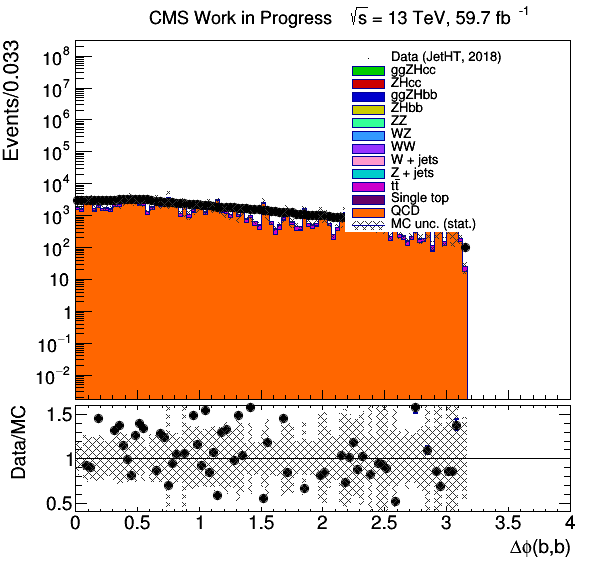 CMS Work in Progress √s = 13 TeV, 59.7 fb⁻¹
Events/0.033
10⁸
10⁷
10⁶
10⁵
10⁴
10³
10²
10
1
10⁻¹
10⁻²
Data (JetHT, 2018)
ggZHcc
ZHcc
ggZHbb
ZHbb
ZZ
WZ
WW
W + jets
Z + jets
tt̄
Single top
QCD
MC unc. (stat.)
Data/MC
1.5
1
0.5
0 0.5 1 1.5 2 2.5 3 3.5 4
Δϕ(b,b)